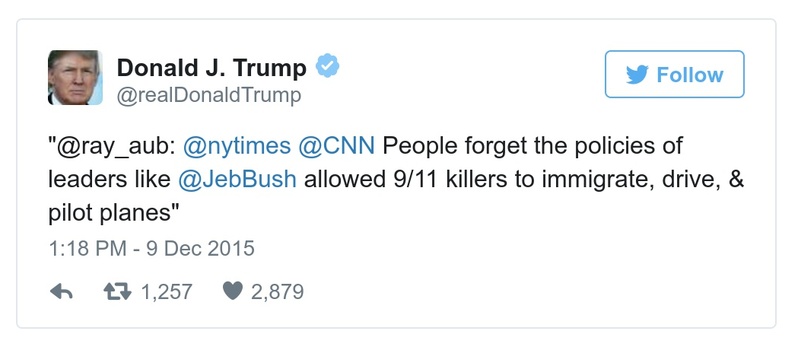 Donald J. Trump
@realDonaldTrump
Follow
"@ray_aub: @nytimes @CNN People forget the policies of
leaders like @JebBush allowed 9/11 killers to immigrate, drive, &
pilot planes"
1:18 PM - 9 Dec 2015
1,257 2,879